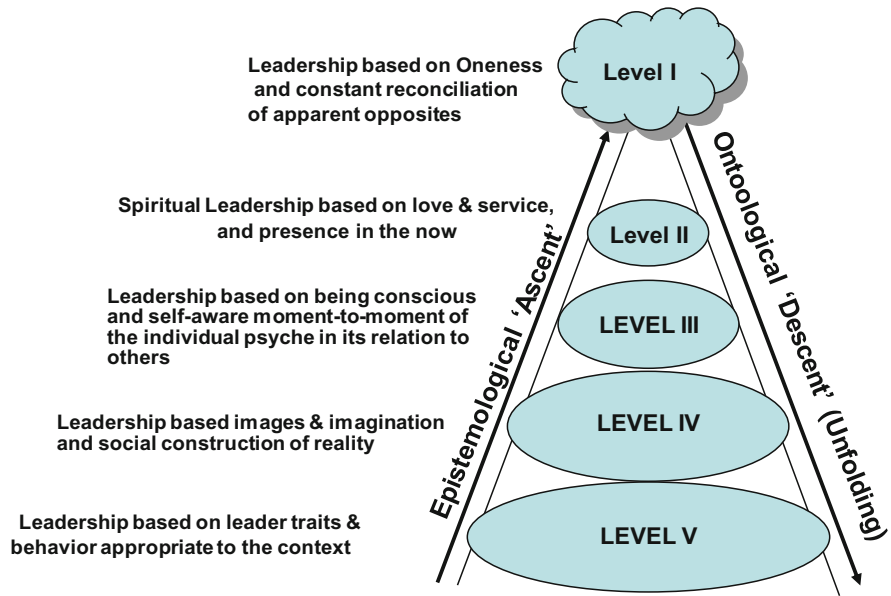 Leadership based on Oneness
and constant reconciliation
of apparent opposites
Level I
Spiritual Leadership based on love & service,
and presence in the now
Level II
Leadership based on being conscious
and self-aware moment-to-moment of
the individual psyche in its relation to
others
LEVEL III
Leadership based images & imagination
and social construction of reality
LEVEL IV
Leadership based on leader traits &
behavior appropriate to the context
LEVEL V
Epistemological ‘Ascent’
Ontoological ‘Descent’ (Unfolding)